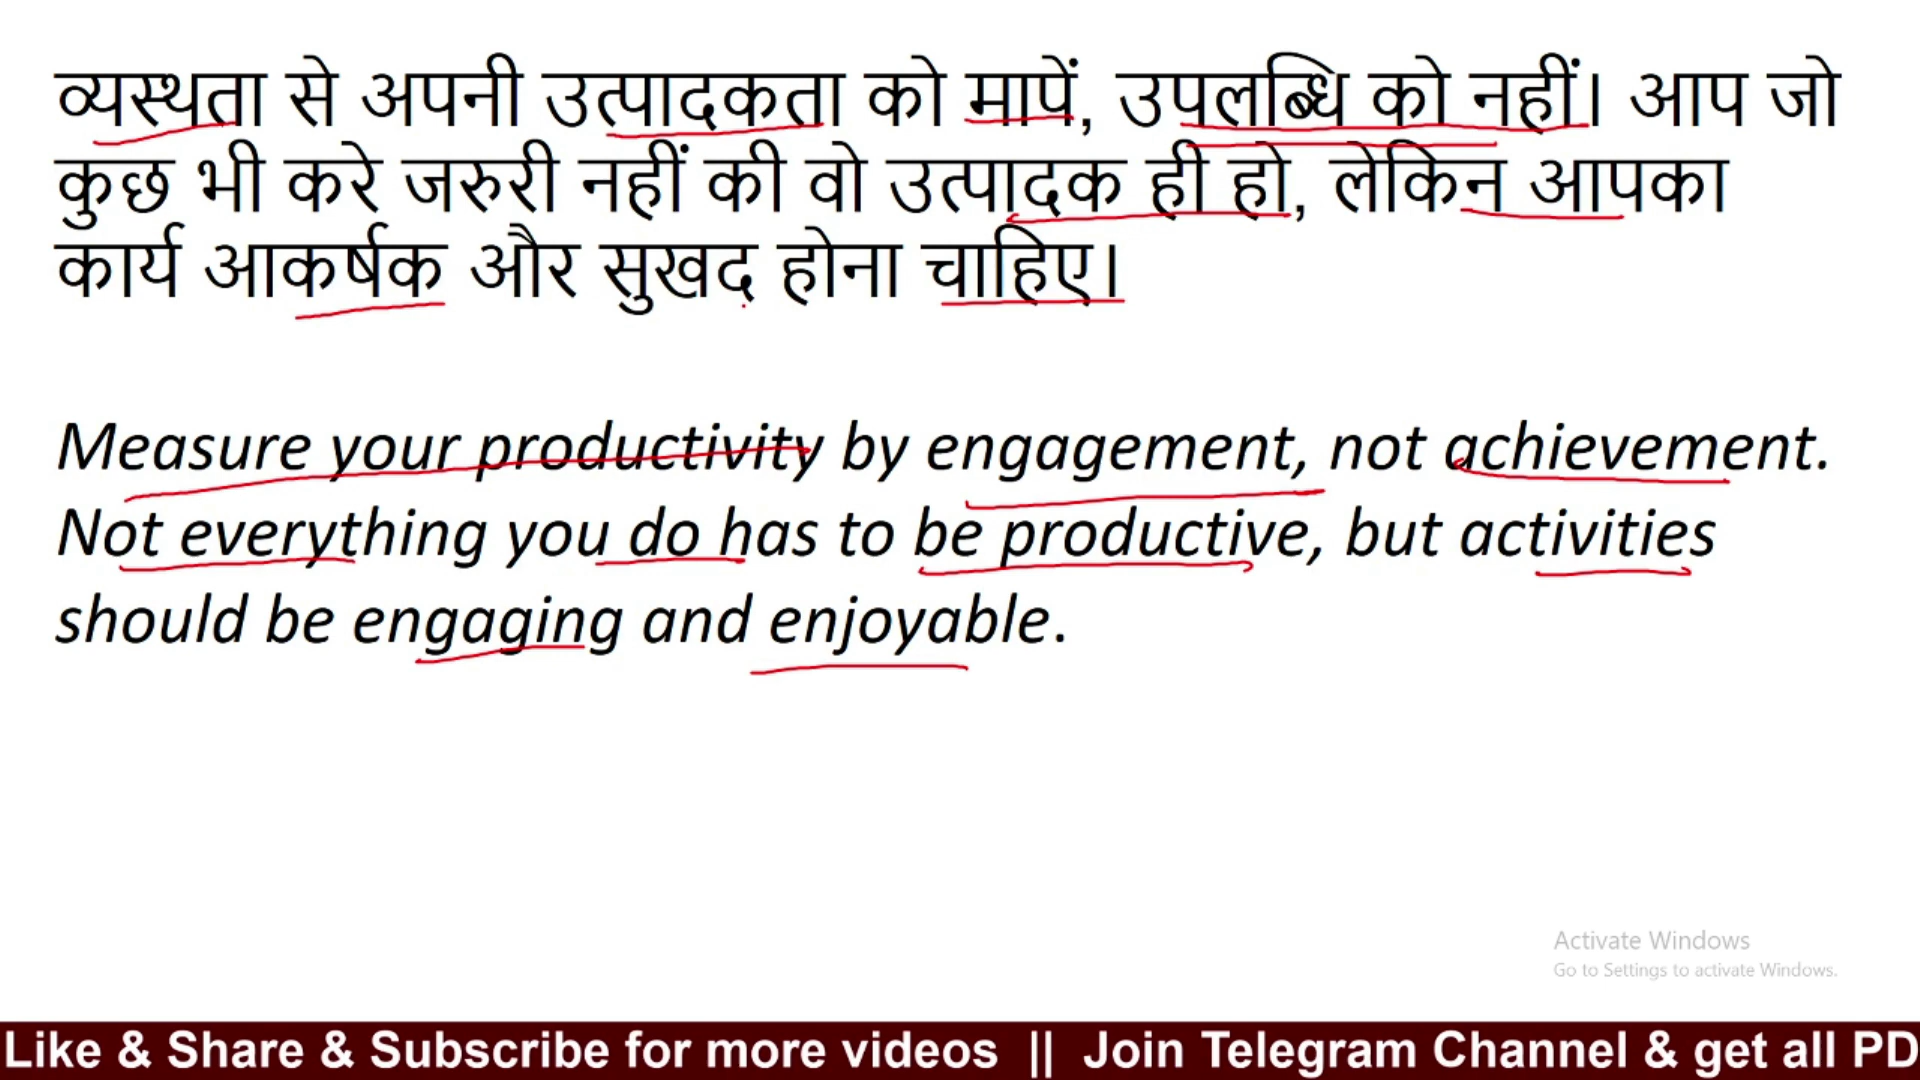 व्यस्थता से अपनी उत्पादकता को मापें, उपलब्धि को नहीं। आप जो
कुछ भी करे जरुरी नहीं की वो उत्पादक ही हो, लेकिन आपका
कार्य आकर्षक और सुखद होना चाहिए।
Measure your productivity by engagement, not achievement.
Not everything you do has to be productive, but activities
should be engaging and enjoyable.
Activate Windows
Go to Settings to activate Windows.
Like & Share & Subscribe for more videos || Join Telegram Channel & get all PD